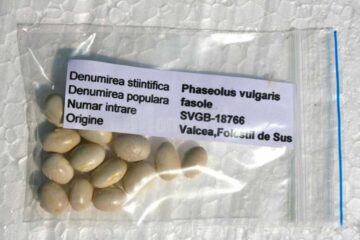 Denumirea stiintifica Phaseolus vulgaris
Denumirea populara fasole
Numar intrare SVGB-18766
Origine Valcea,Folestii de Sus